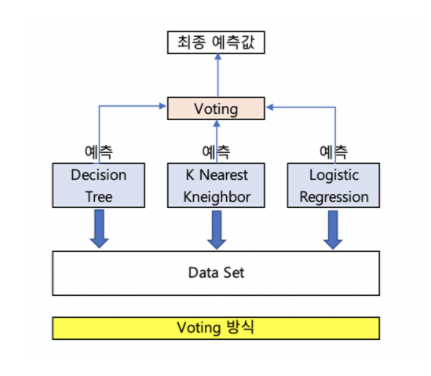 최종 예측값
Voting
예측 예측 예측
Decision Tree
K Nearest Kneighbor
Logistic Regression
Data Set
Voting 방식